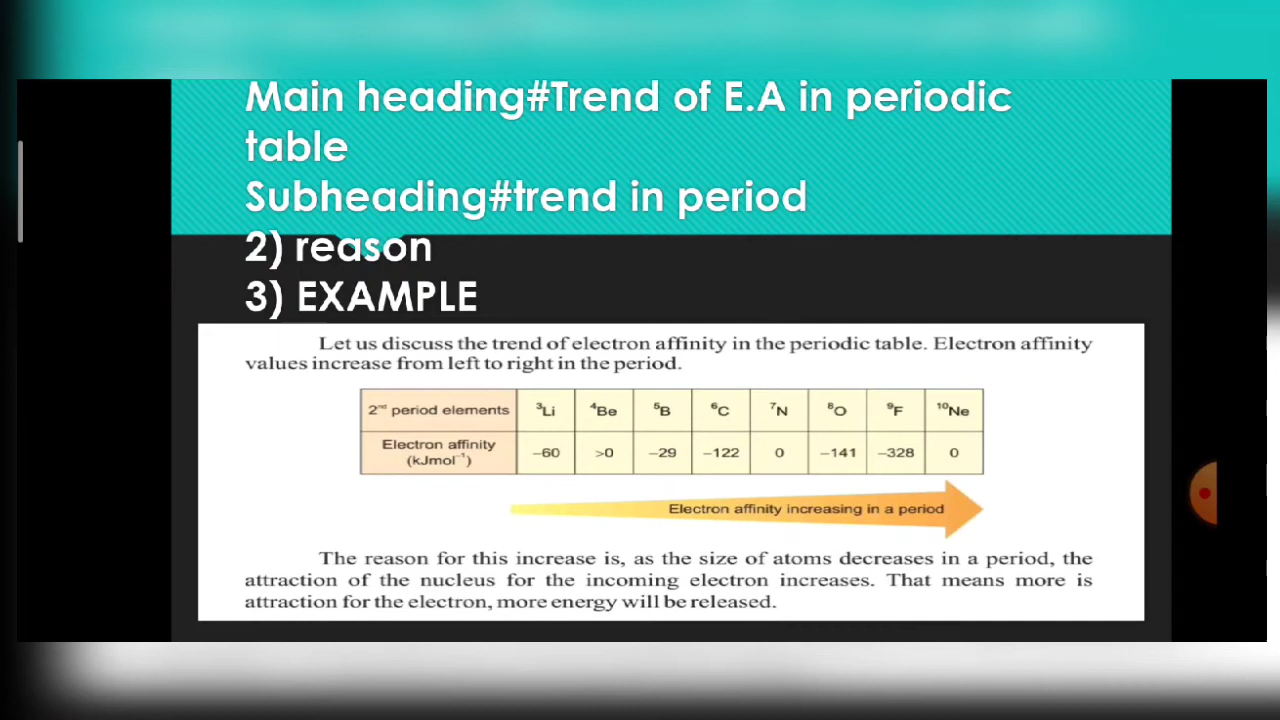 Main heading#Trend of E.A in periodic
table
Subheading#trend in period
2) reason
3) EXAMPLE
Let us discuss the trend of electron affinity in the periodic table. Electron affinity
values increase from left to right in the period.
2nd period elements ³Li ⁴Be ⁵B ⁶C ⁷N ⁸O ⁹F ¹⁰Ne
Electron affinity
(kJmol⁻¹) −60 >0 −29 −122 0 −141 −328 0
Electron affinity increasing in a period
The reason for this increase is, as the size of atoms decreases in a period, the
attraction of the nucleus for the incoming electron increases. That means more is
attraction for the electron, more energy will be released.